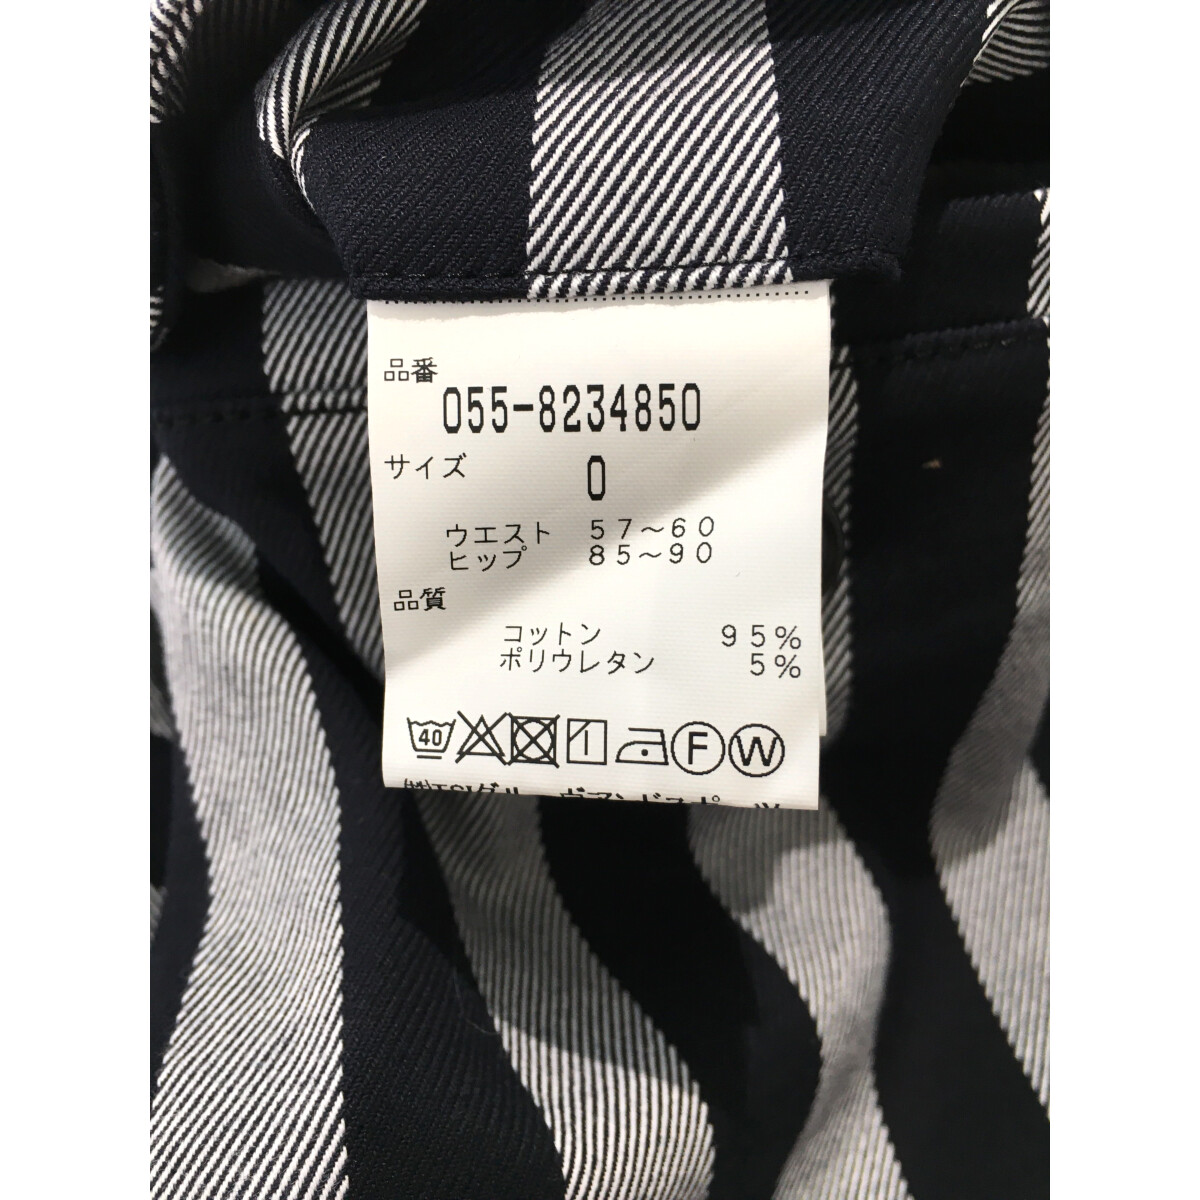 品番
055-8234850
サイズ
0
ウエスト 57～60
ヒップ 85～90
品質
コットン 95%
ポリウレタン 5%
40 F W